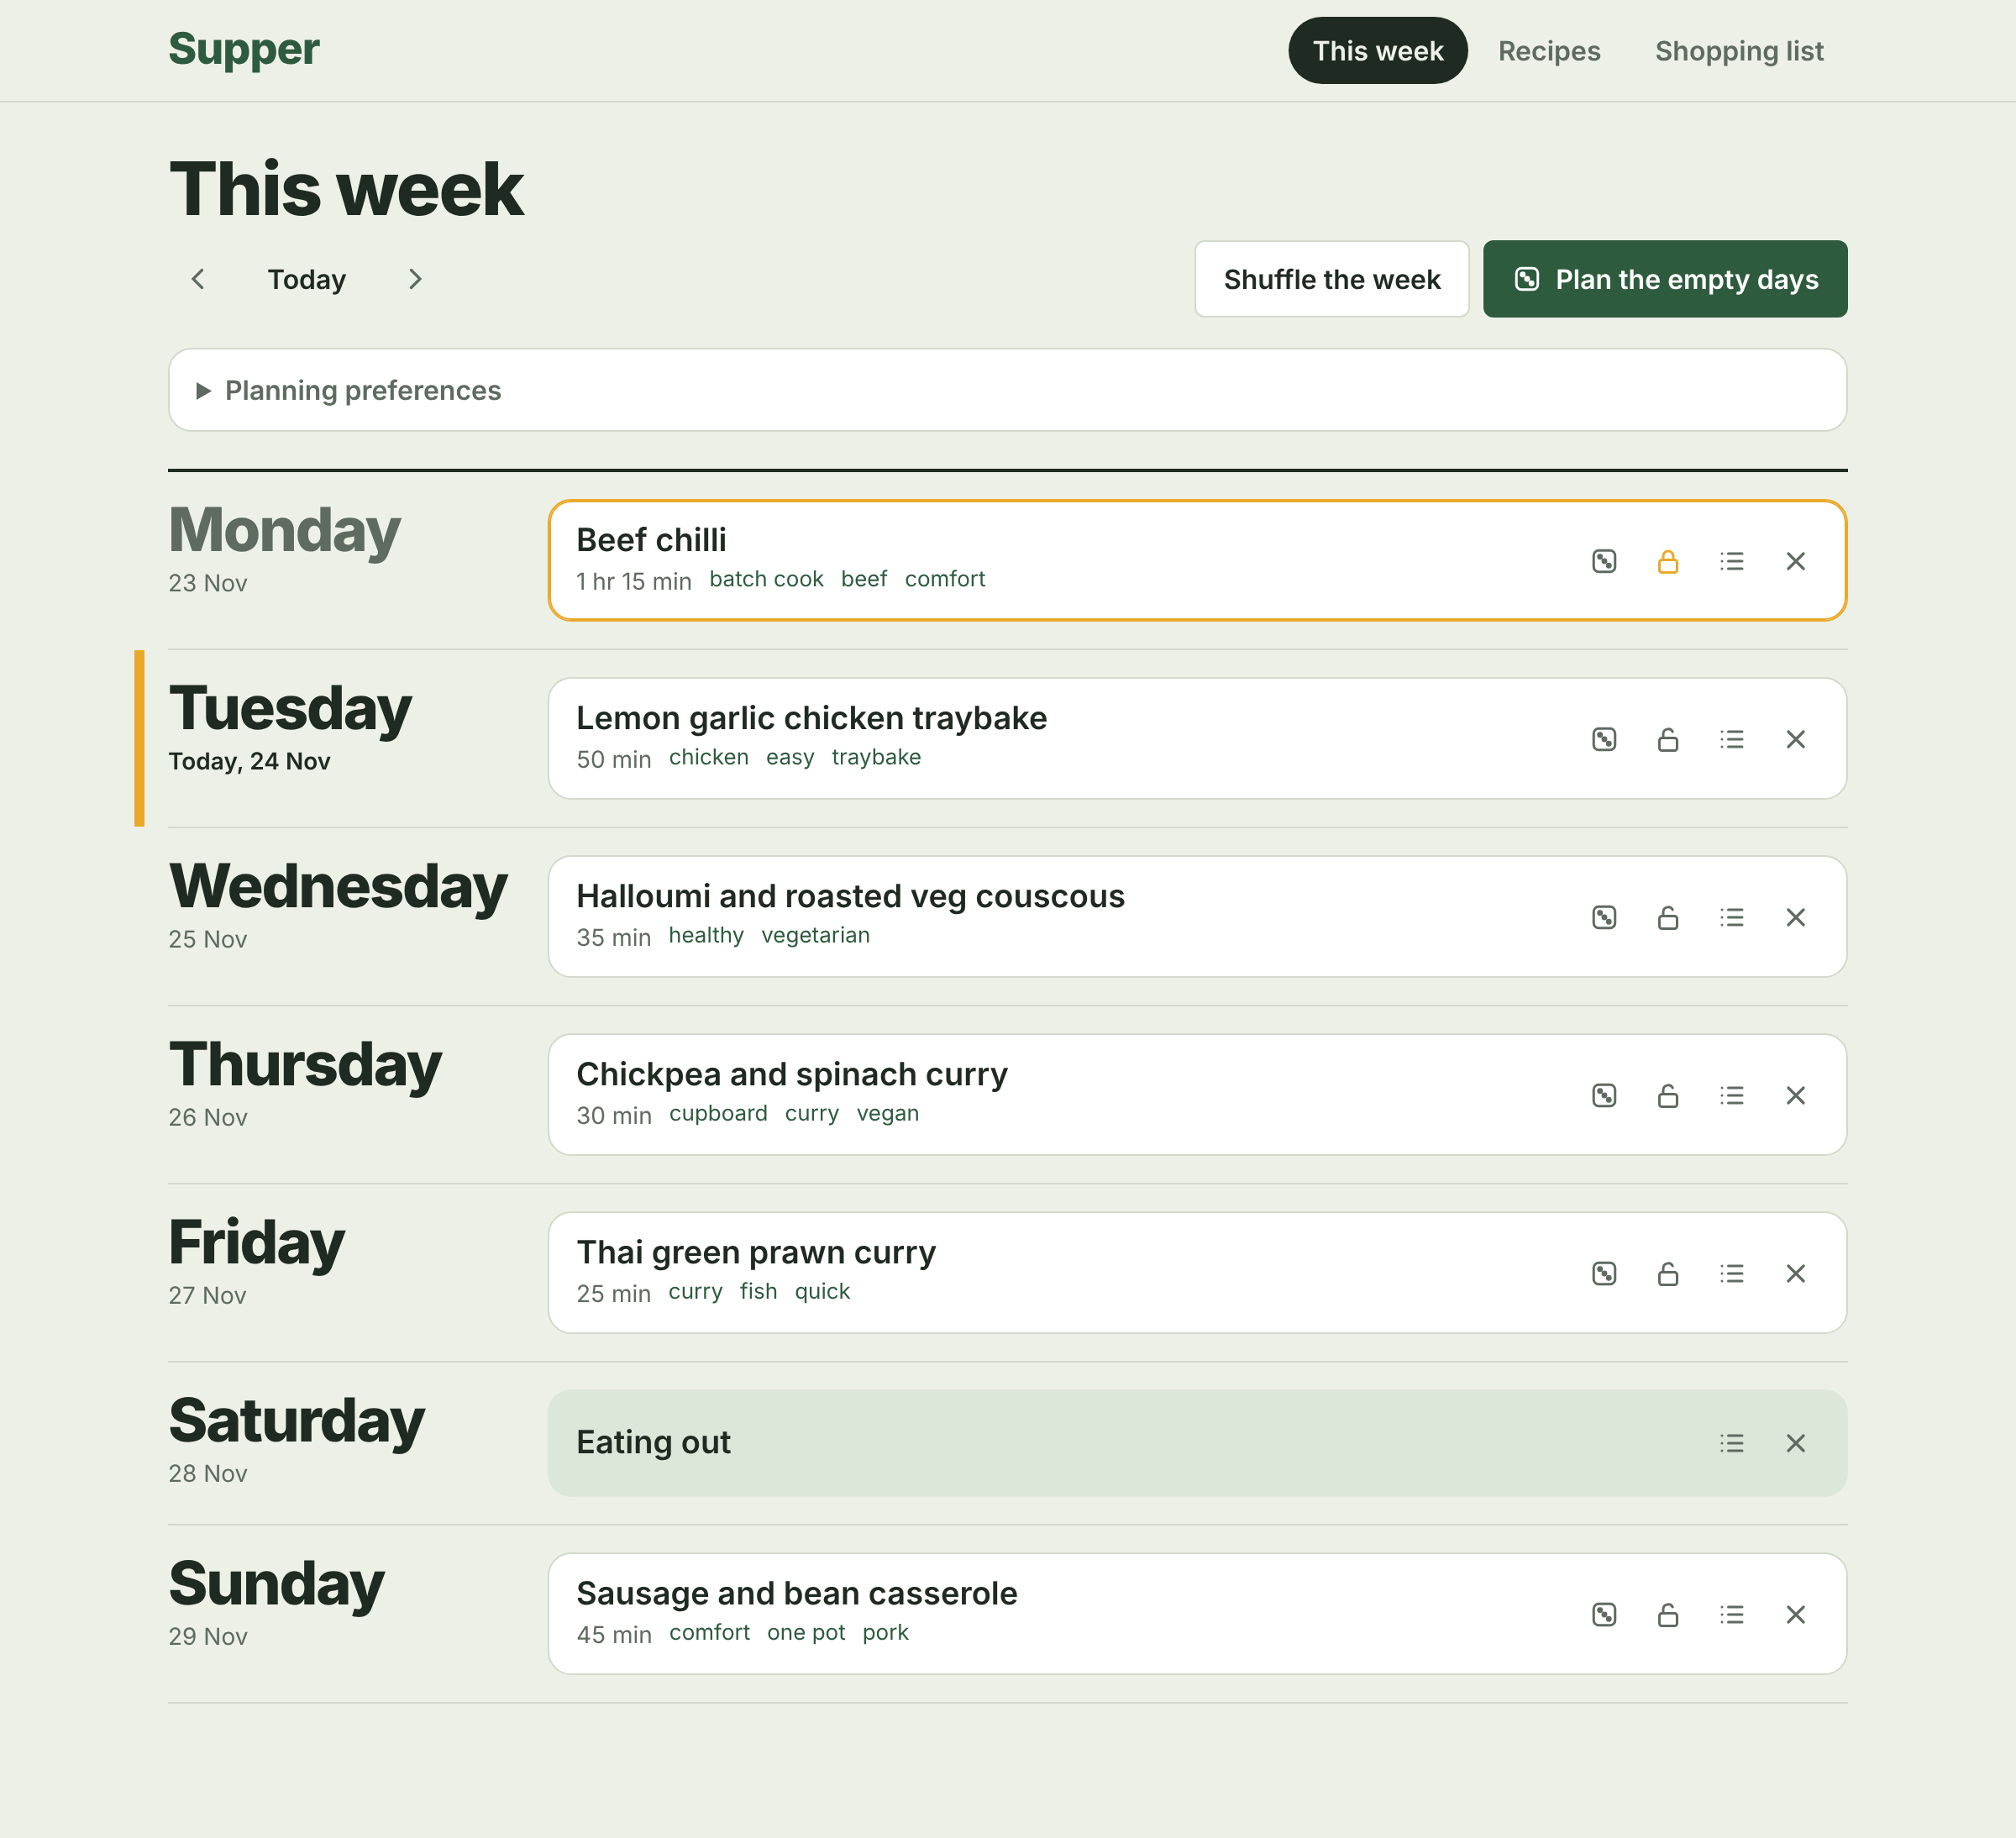 Supper
This week Recipes Shopping list
This week
Today
Shuffle the week Plan the empty days
Planning preferences
Monday
23 Nov
Beef chilli
1 hr 15 min batch cook beef comfort
Tuesday
Today, 24 Nov
Lemon garlic chicken traybake
50 min chicken easy traybake
Wednesday
25 Nov
Halloumi and roasted veg couscous
35 min healthy vegetarian
Thursday
26 Nov
Chickpea and spinach curry
30 min cupboard curry vegan
Friday
27 Nov
Thai green prawn curry
25 min curry fish quick
Saturday
28 Nov
Eating out
Sunday
29 Nov
Sausage and bean casserole
45 min comfort one pot pork